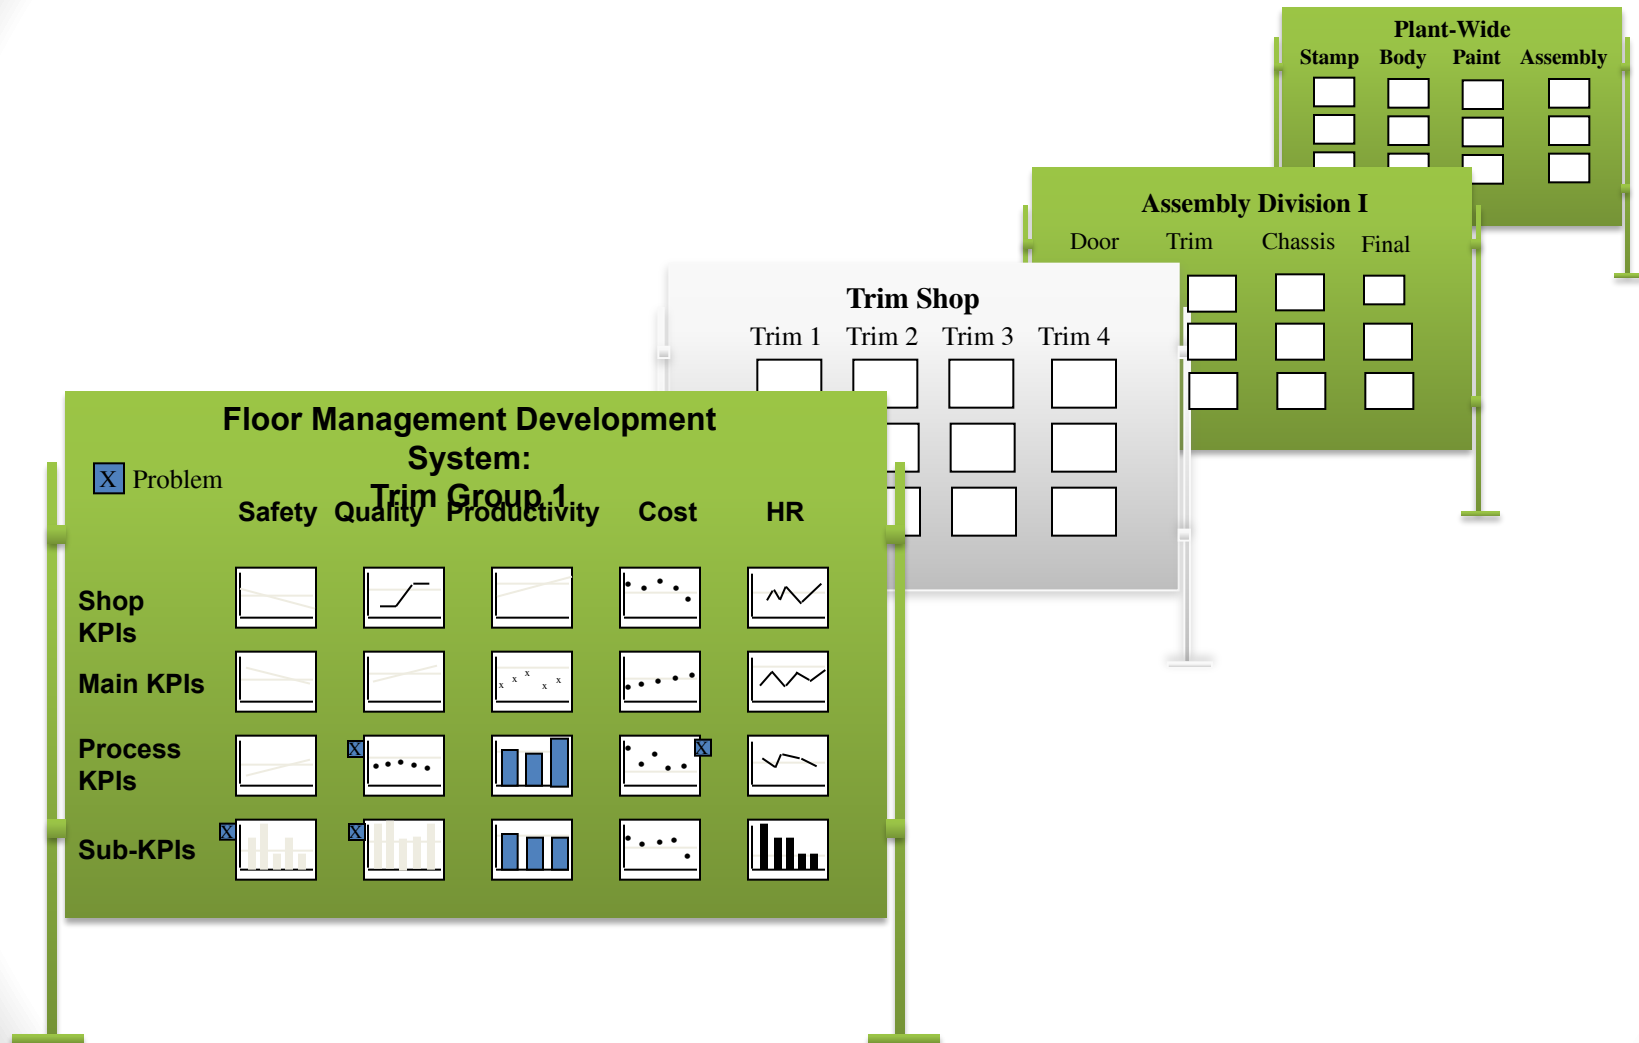 Plant-Wide
Stamp Body Paint Assembly
Assembly Division I
Door Trim Chassis Final
Trim Shop
Trim 1 Trim 2 Trim 3 Trim 4
Floor Management Development
System:
Trim Group 1
X Problem
Safety Quality Productivity Cost HR
Shop
KPIs
Main KPIs
x x x x x
Process
KPIs
X X
Sub-KPIs
X X